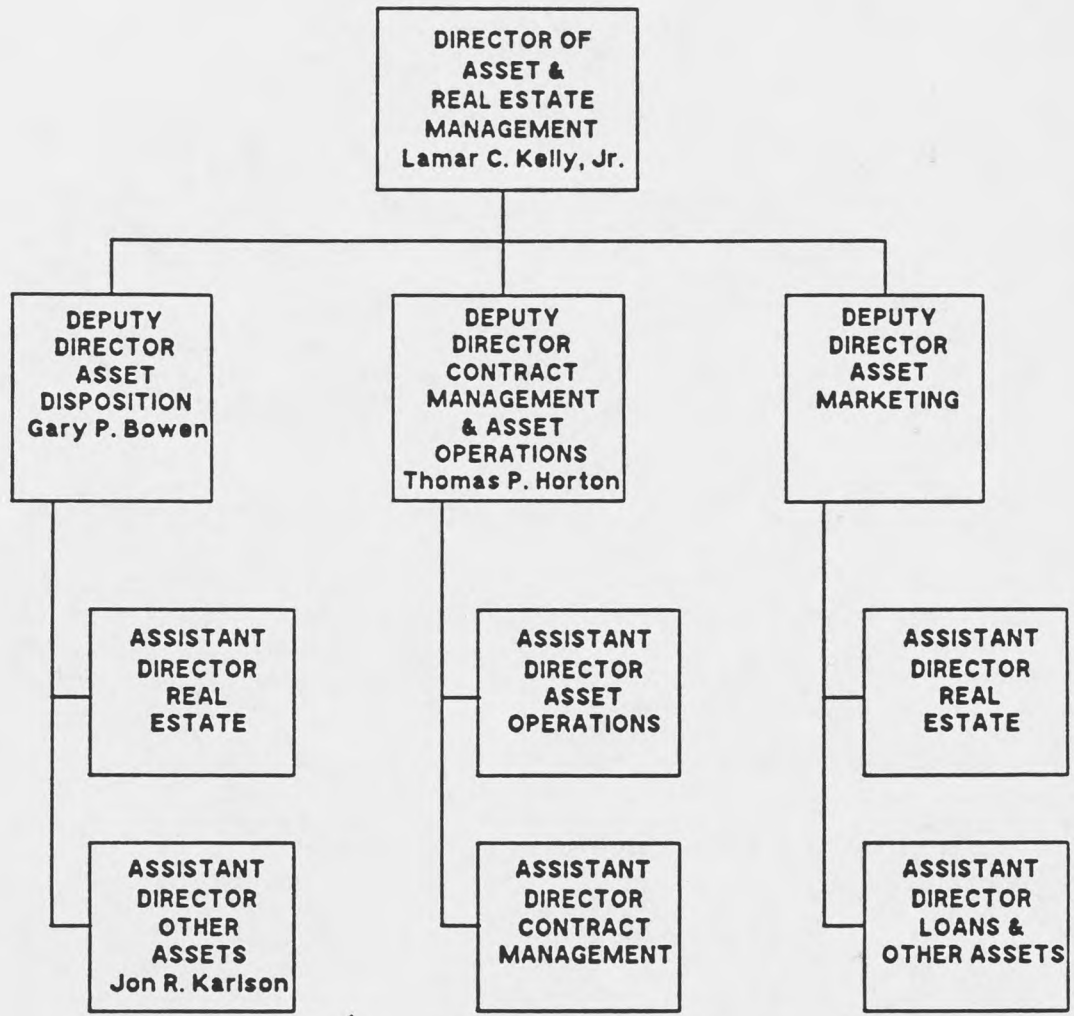 DIRECTOR OF
ASSET &
REAL ESTATE
MANAGEMENT
Lamar C. Kelly, Jr.
DEPUTY
DIRECTOR
ASSET
DISPOSITION
Gary P. Bowen
DEPUTY
DIRECTOR
CONTRACT
MANAGEMENT
& ASSET
OPERATIONS
Thomas P. Horton
DEPUTY
DIRECTOR
ASSET
MARKETING
ASSISTANT
DIRECTOR
REAL
ESTATE
ASSISTANT
DIRECTOR
OTHER
ASSETS
Jon R. Karlson
ASSISTANT
DIRECTOR
ASSET
OPERATIONS
ASSISTANT
DIRECTOR
CONTRACT
MANAGEMENT
ASSISTANT
DIRECTOR
REAL
ESTATE
ASSISTANT
DIRECTOR
LOANS &
OTHER ASSETS